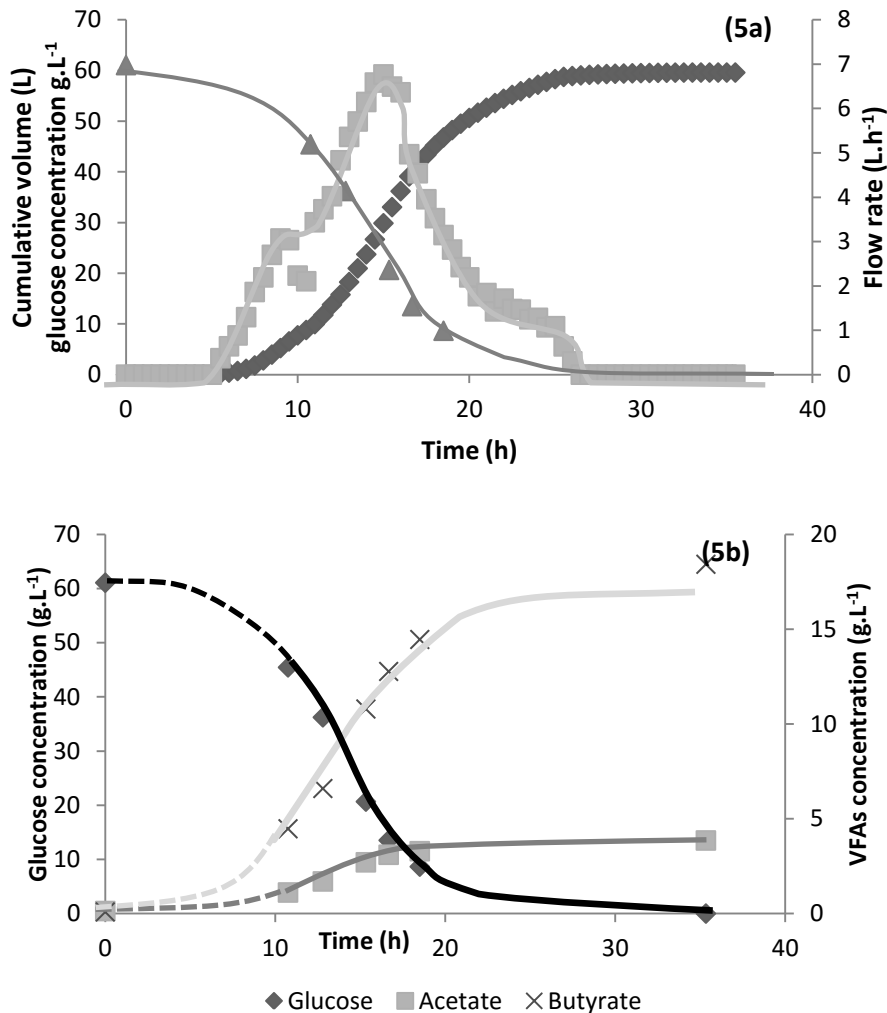 (5a)
70
60
50
40
30
20
10
0
Cumulative volume (L)
glucose concentration g.L-1
8
7
6
5
4
3
2
1
0
Flow rate (L.h-1)
0 10 20 30 40
Time (h)
(5b)
70
60
50
40
30
20
10
0
Glucose concentration (g.L-1)
20
15
10
5
0
VFAs concentration (g.L-1)
0 10 20 30 40
Time (h)
Glucose Acetate Butyrate